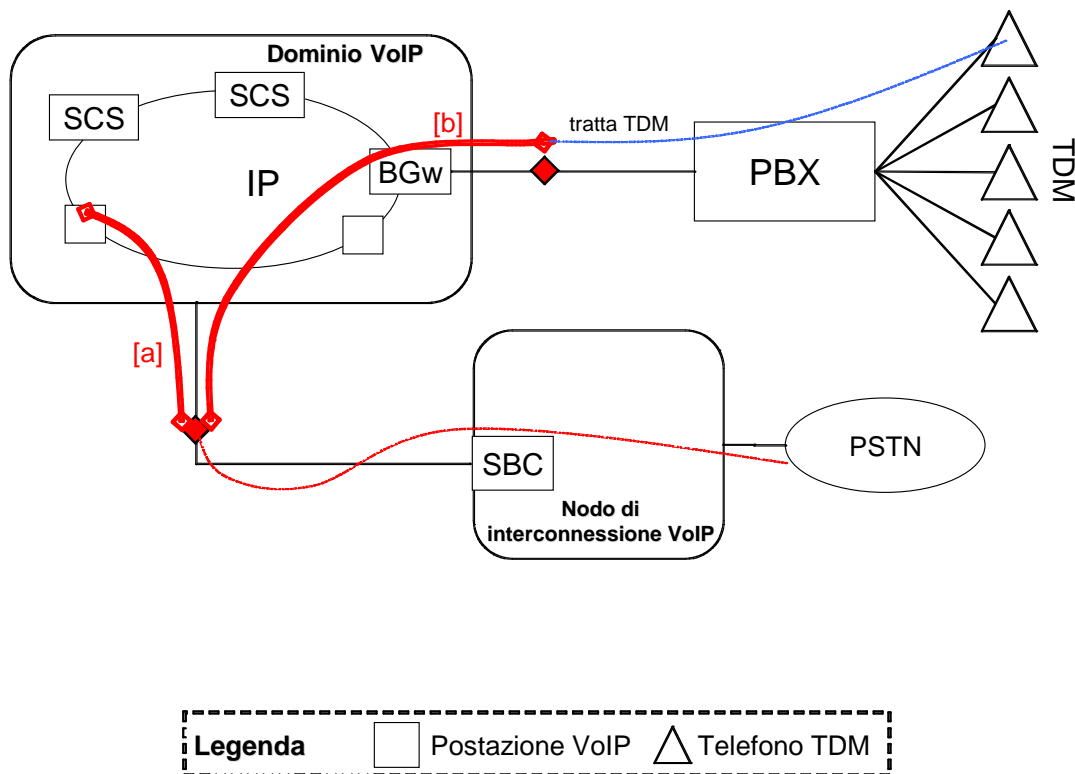 Dominio VoIP
SCS
SCS
[b]
tratta TDM
IP
BGw
PBX
TDM
[a]
SBC
PSTN
Nodo di
interconnessione VoIP
Legenda
Postazione VoIP
Telefono TDM